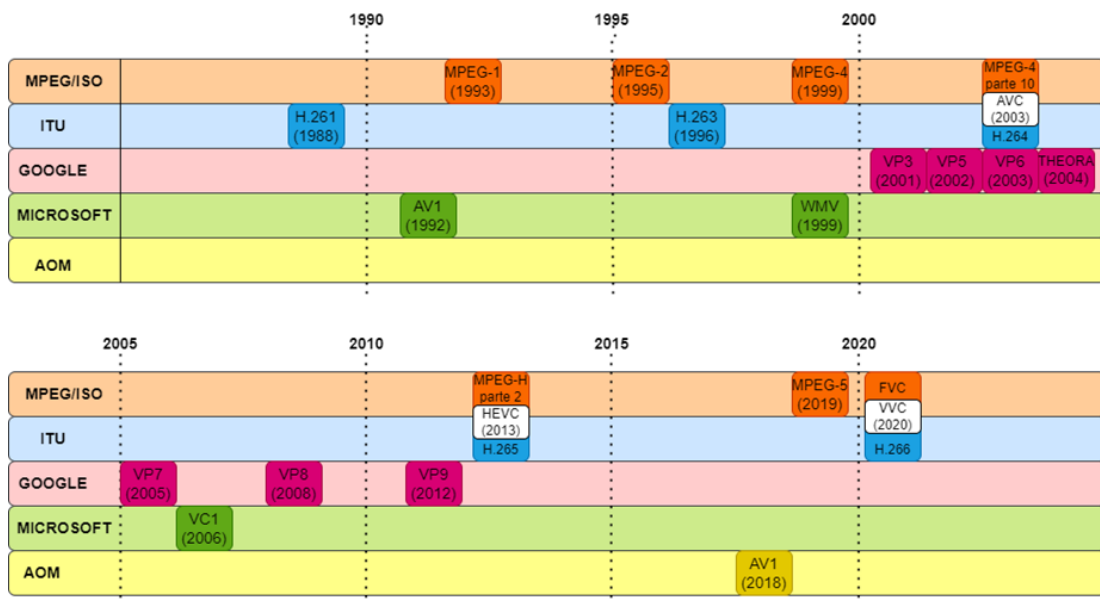 1990 1995 2000
MPEG/ISO
MPEG-1
(1993)
MPEG-2
(1995)
MPEG-4
(1999)
MPEG-4
parte 10
AVC
(2003)
H.264
ITU
H.261
(1988)
H.263
(1996)
GOOGLE
VP3
(2001)
VP5
(2002)
VP6
(2003)
THEORA
(2004)
MICROSOFT
AV1
(1992)
WMV
(1999)
AOM
2005 2010 2015 2020
MPEG/ISO
MPEG-H
parte 2
HEVC
(2013)
H.265
MPEG-5
(2019)
FVC
VVC
(2020)
H.266
ITU
GOOGLE
VP7
(2005)
VP8
(2008)
VP9
(2012)
MICROSOFT
VC1
(2006)
AOM
AV1
(2018)